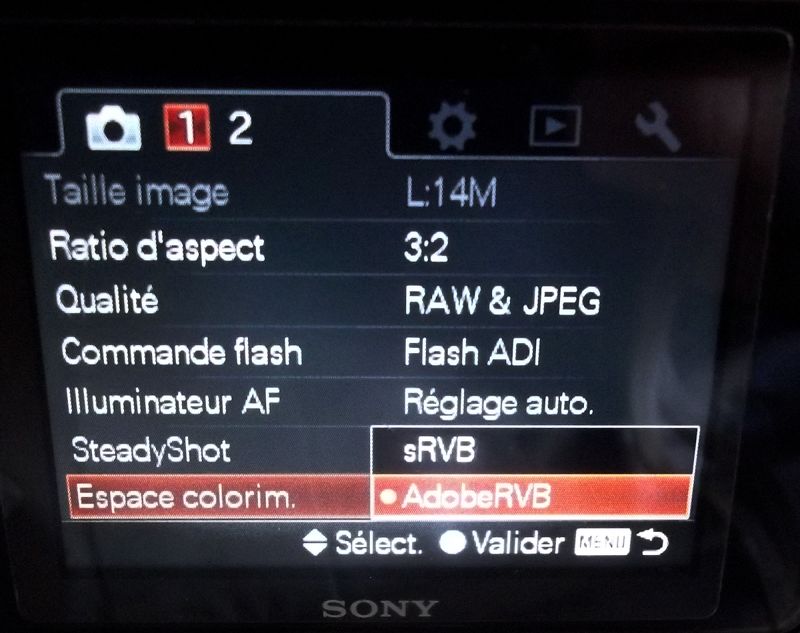 1 2
Taille image L:14M
Ratio d'aspect 3:2
Qualité RAW & JPEG
Commande flash Flash ADI
Illuminateur AF Réglage auto.
SteadyShot sRVB
Espace colorim. AdobeRVB
Sélect. Valider MENU
SONY